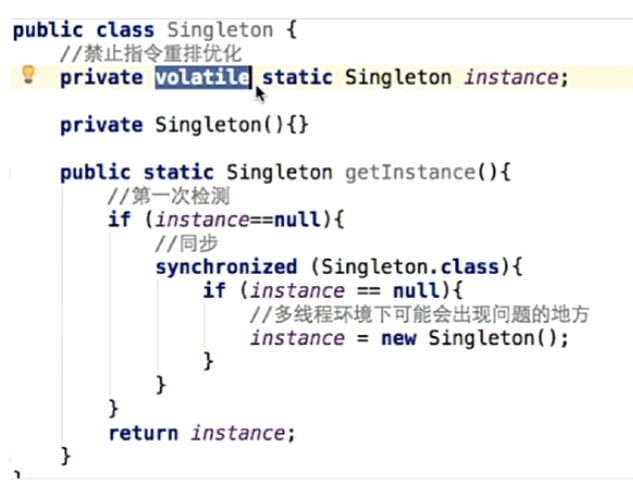 public class Singleton {
//禁止指令重排优化
private volatile static Singleton instance;
private Singleton(){}
public static Singleton getInstance(){
//第一次检测
if (instance==null){
//同步
synchronized (Singleton.class){
if (instance == null){
//多线程环境下可能会出现问题的地方
instance = new Singleton();
}
}
}
return instance;
}
}